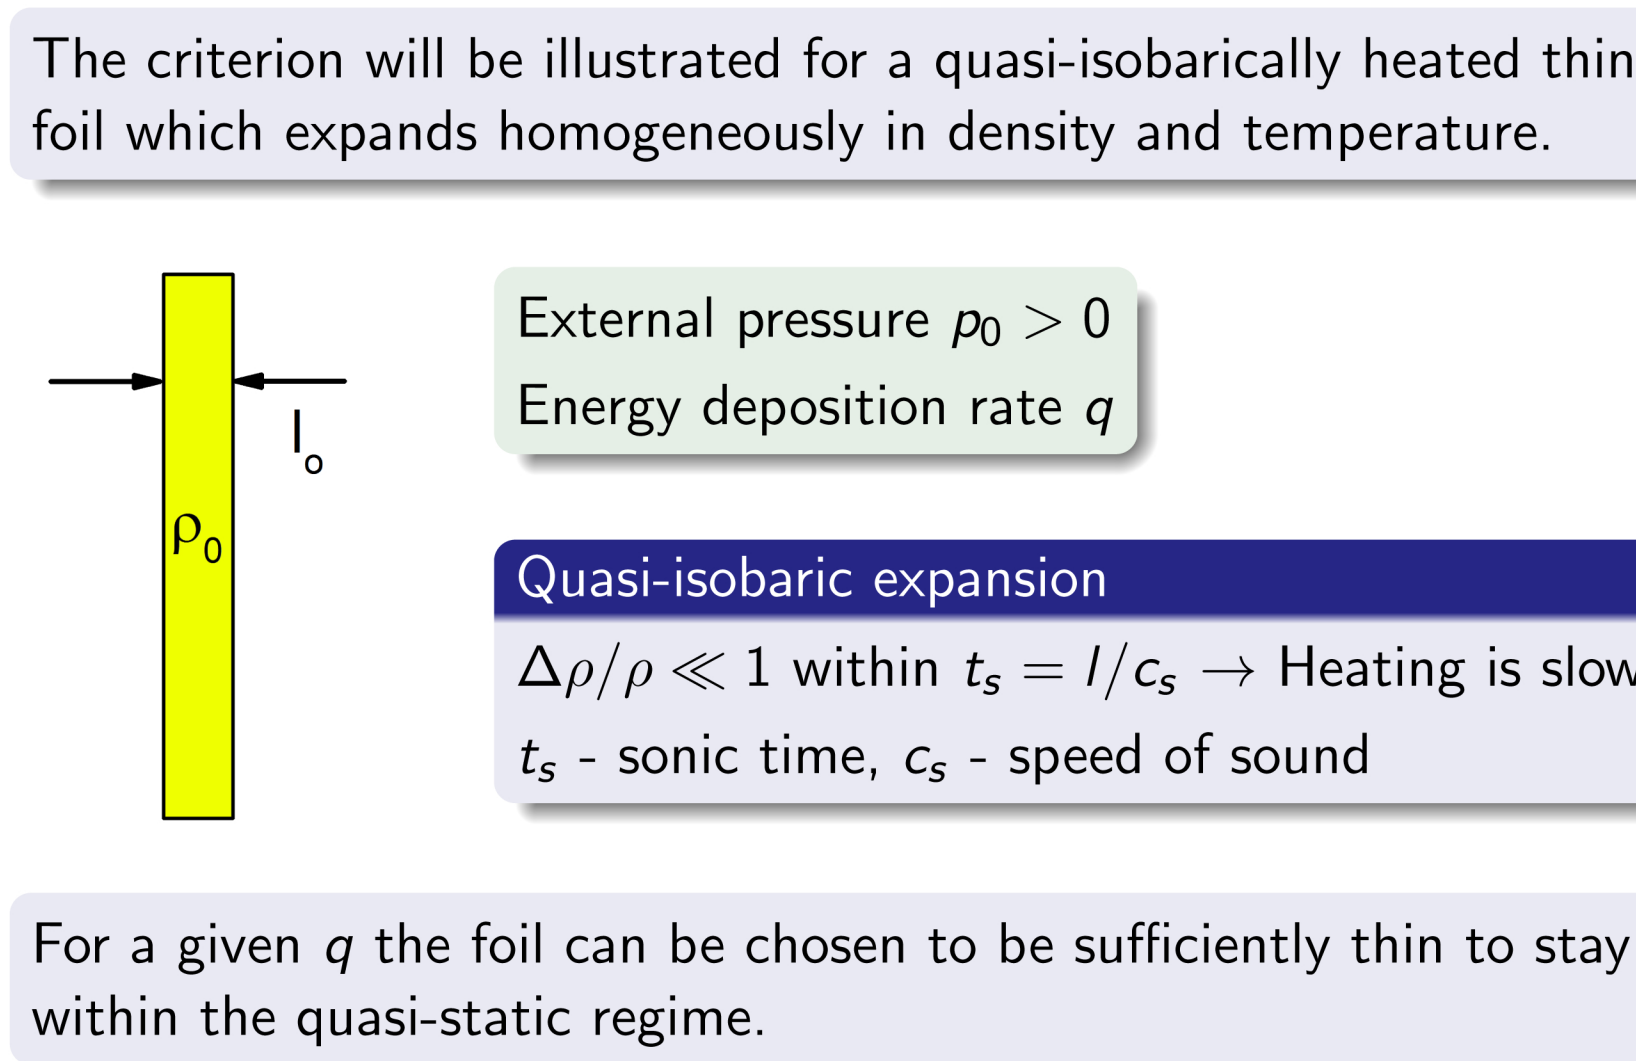 The criterion will be illustrated for a quasi-isobarically heated thin
foil which expands homogeneously in density and temperature.
External pressure p₀ > 0
Energy deposition rate q
lₒ
ρ₀
Quasi-isobaric expansion
Δρ/ρ ≪ 1 within tₛ = l/cₛ → Heating is slow
tₛ - sonic time, cₛ - speed of sound
For a given q the foil can be chosen to be sufficiently thin to stay
within the quasi-static regime.